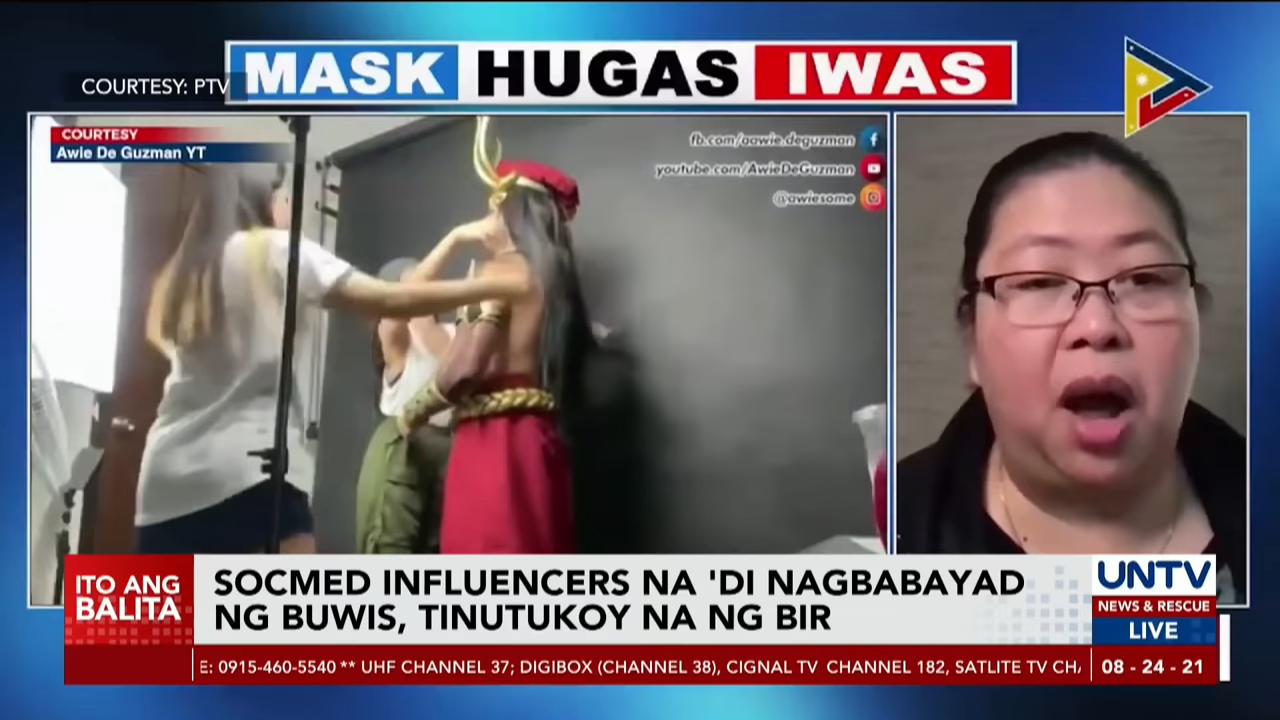 MASK HUGAS IWAS
COURTESY: PTV
COURTESY
Awie De Guzman YT
fb.com/aawie.deguzman
youtube.com/AwieDeGuzman
@awiesome
ITO ANG
BALITA
SOCMED INFLUENCERS NA 'DI NAGBABAYAD
NG BUWIS, TINUTUKOY NA NG BIR
UNTV
NEWS & RESCUE
LIVE
E: 0915-460-5540 ** UHF CHANNEL 37; DIGIBOX (CHANNEL 38), CIGNAL TV CHANNEL 182, SATLITE TV CH
08 - 24 - 21